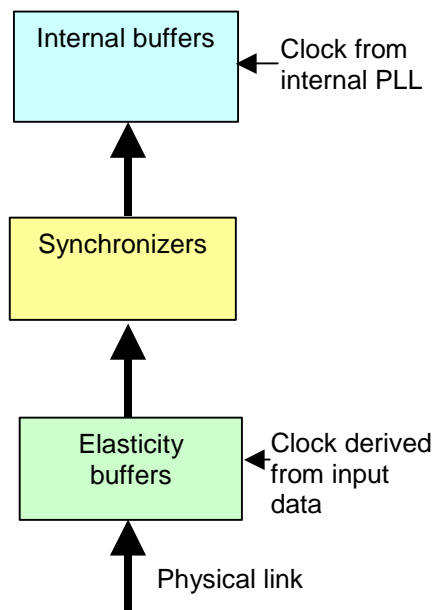 Internal buffers
Clock from
internal PLL
Synchronizers
Elasticity
buffers
Clock derived
from input
data
Physical link